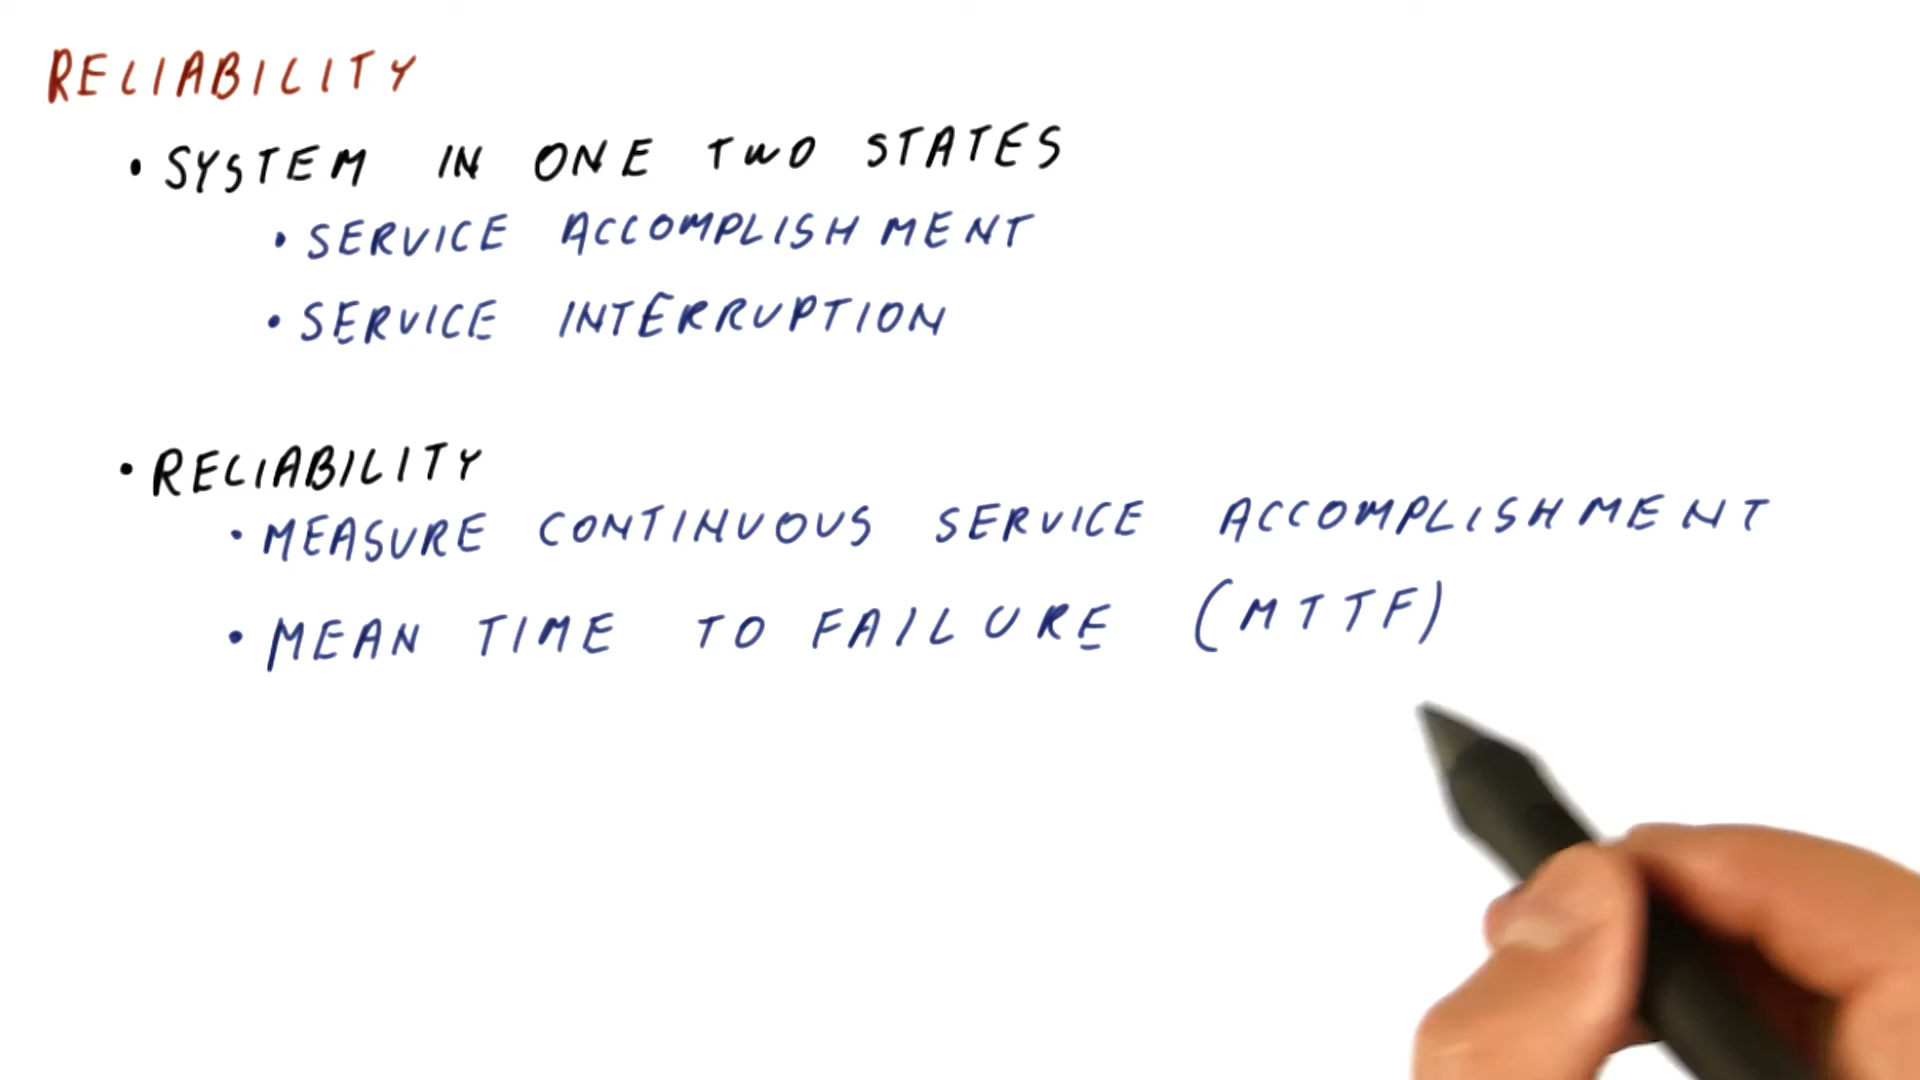 RELIABILITY
• SYSTEM IN ONE TWO STATES
• SERVICE ACCOMPLISHMENT
• SERVICE INTERRUPTION
• RELIABILITY
• MEASURE CONTINUOUS SERVICE ACCOMPLISHMENT
• MEAN TIME TO FAILURE (MTTF)